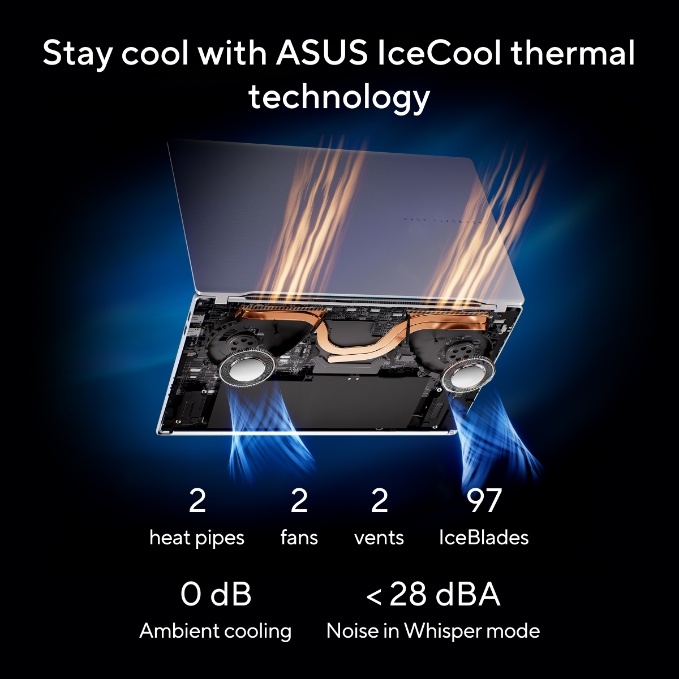 Stay cool with ASUS IceCool thermal
technology
2 2 2 97
heat pipes fans vents IceBlades
0 dB < 28 dBA
Ambient cooling Noise in Whisper mode